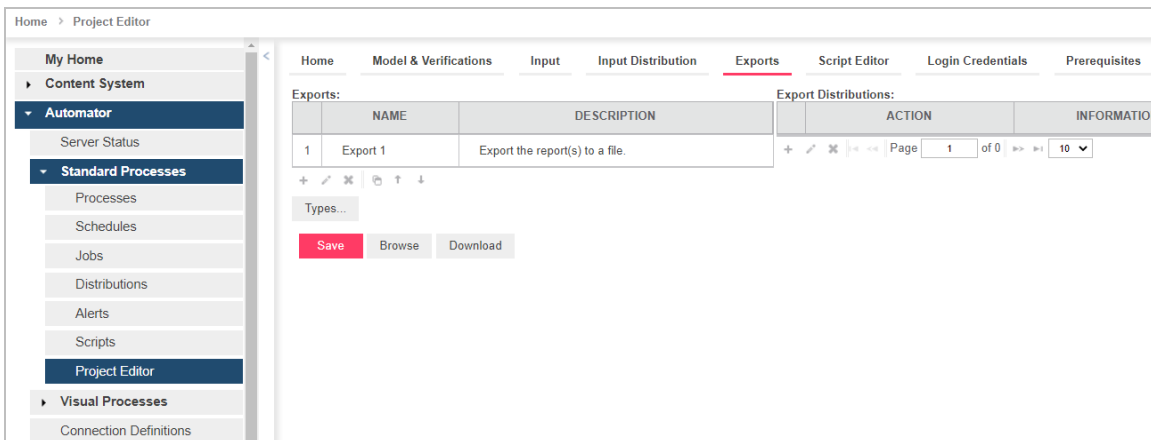 Home > Project Editor
My Home
Content System
Automator
Server Status
Standard Processes
Processes
Schedules
Jobs
Distributions
Alerts
Scripts
Project Editor
Visual Processes
Connection Definitions
Home Model & Verifications Input Input Distribution Exports Script Editor Login Credentials Prerequisites
Exports:
NAME DESCRIPTION
1 Export 1 Export the report(s) to a file.
Types...
Save Browse Download
Export Distributions:
ACTION INFORMATIO
Page 1 of 0 10